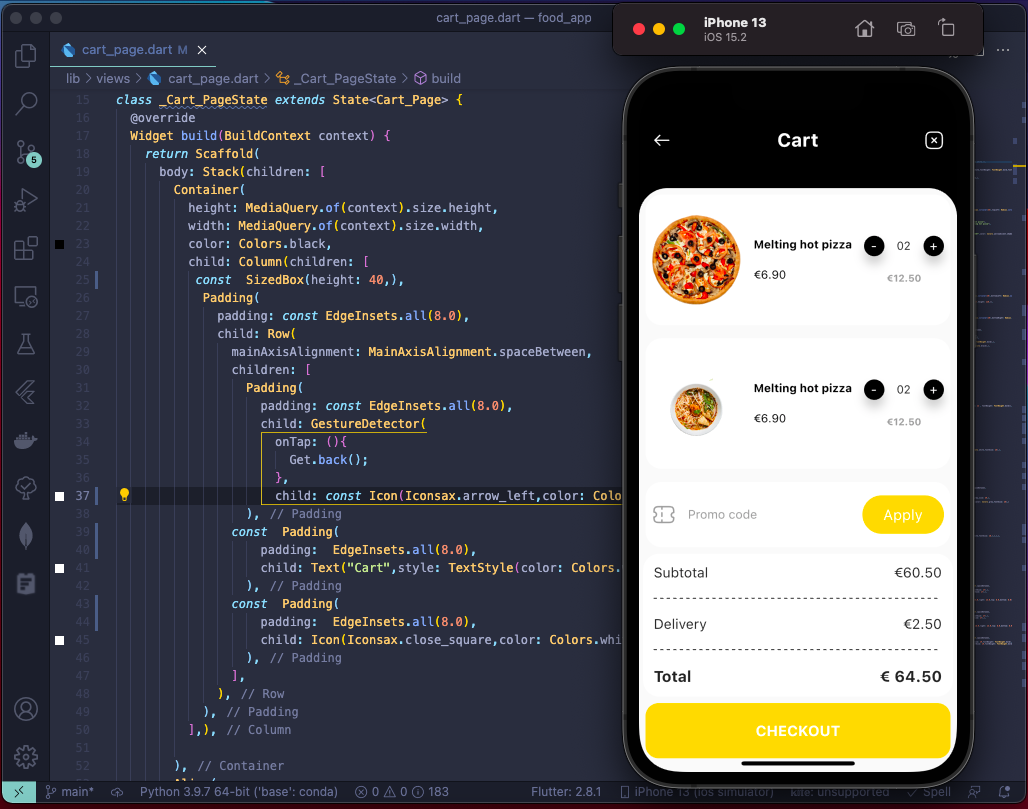 cart_page.dart — food_app
cart_page.dart M
lib > views > cart_page.dart > _Cart_PageState > build
15 class _Cart_PageState extends State<Cart_Page> {
16 @override
17 Widget build(BuildContext context) {
18 return Scaffold(
19 body: Stack(children: [
20 Container(
21 height: MediaQuery.of(context).size.height,
22 width: MediaQuery.of(context).size.width,
23 color: Colors.black,
24 child: Column(children: [
25 const  SizedBox(height: 40,),
26 Padding(
27 padding: const EdgeInsets.all(8.0),
28 child: Row(
29 mainAxisAlignment: MainAxisAlignment.spaceBetween,
30 children: [
31 Padding(
32 padding: const EdgeInsets.all(8.0),
33 child: GestureDetector(
34 onTap: (){
35 Get.back();
36 },
37 child: const Icon(Iconsax.arrow_left,color: Colo
38 ), // Padding
39 const  Padding(
40 padding:  EdgeInsets.all(8.0),
41 child: Text("Cart",style: TextStyle(color: Colors.
42 ), // Padding
43 const  Padding(
44 padding:  EdgeInsets.all(8.0),
45 child: Icon(Iconsax.close_square,color: Colors.whi
46 ), // Padding
47 ],
48 ), // Row
49 ), // Padding
50 ],), // Column
51
52 ), // Container
5
main*
Python 3.9.7 64-bit ('base': conda)
0
0
183
Flutter: 2.8.1
iPhone 13 (ios simulator)
kite: unsupported
Spell
iPhone 13
iOS 15.2
Cart
Melting hot pizza
- 02 +
€6.90
€12.50
Melting hot pizza
- 02 +
€6.90
€12.50
Promo code
Apply
Subtotal €60.50
Delivery €2.50
Total € 64.50
CHECKOUT